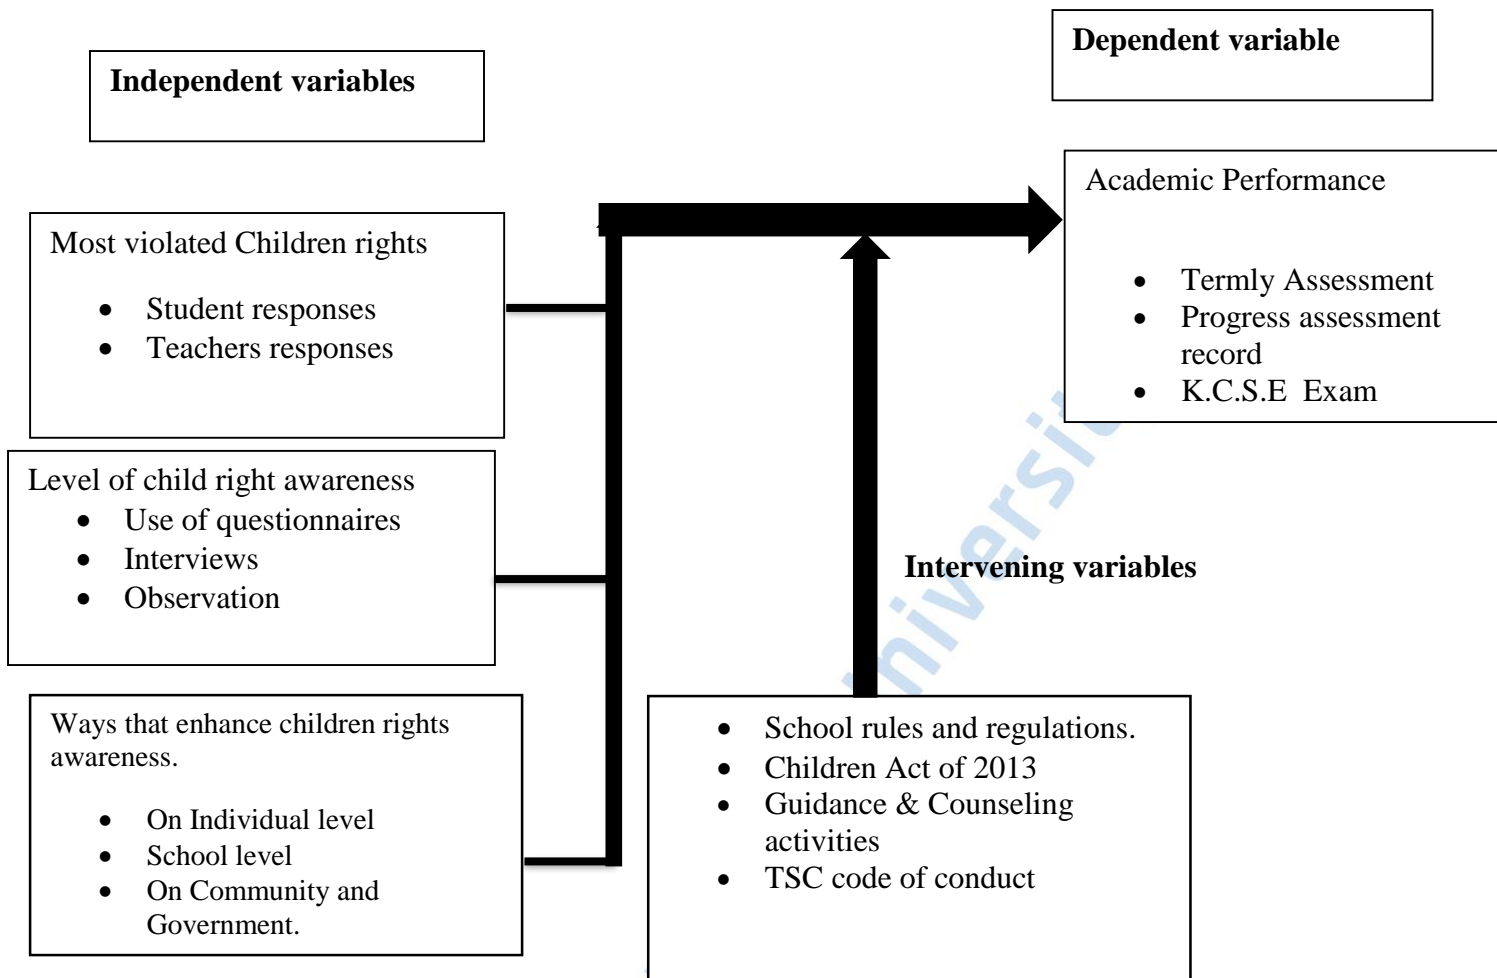 Independent variables
Dependent variable
Most violated Children rights
• Student responses
• Teachers responses
Level of child right awareness
• Use of questionnaires
• Interviews
• Observation
Ways that enhance children rights
awareness.
• On Individual level
• School level
• On Community and
Government.
Academic Performance
• Termly Assessment
• Progress assessment
record
• K.C.S.E Exam
Intervening variables
• School rules and regulations.
• Children Act of 2013
• Guidance & Counseling
activities
• TSC code of conduct